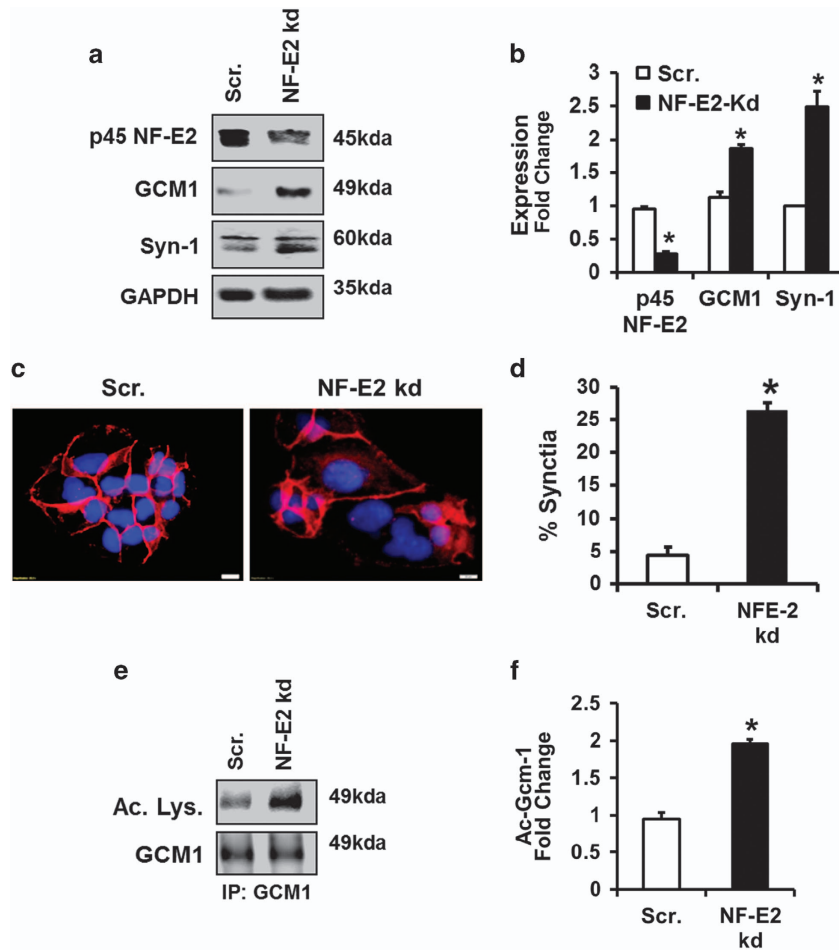 a
Scr.
NF-E2 kd
p45 NF-E2
45kda
GCM1
49kda
Syn-1
60kda
GAPDH
35kda
b
Scr.
NF-E2-Kd
Expression
Fold Change
3
2.5
2
1.5
1
0.5
0
*
*
*
p45
NF-E2
GCM1
Syn-1
c
Scr.
NF-E2 kd
d
% Synctia
30
25
20
15
10
5
0
*
Scr.
NFE-2
kd
e
Scr.
NF-E2 kd
Ac. Lys.
49kda
GCM1
49kda
IP: GCM1
f
Ac-Gcm-1
Fold Change
2.5
2
1.5
1
0.5
0
*
Scr.
NF-E2
kd